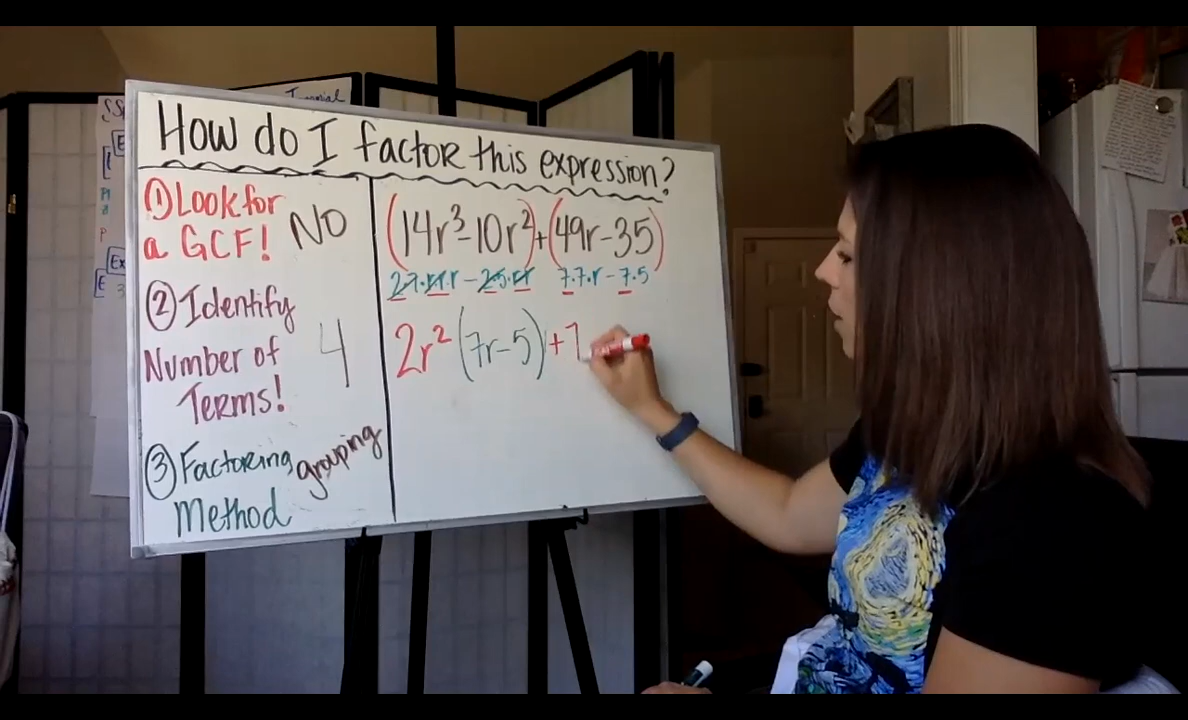 How do I factor this expression?
① Look for
a GCF!
NO
② Identify
Number of
Terms!
4
③ Factoring
grouping
Method
(14r³-10r²)+(49r-35)
2·7·r·r·r - 2·5·r·r 7·7·r - 7·5
2r²(7r-5)+7